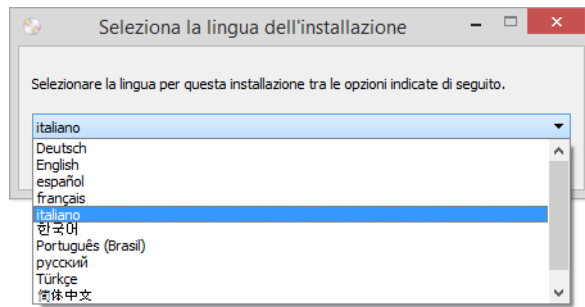 Seleziona la lingua dell'installazione
Selezionare la lingua per questa installazione tra le opzioni indicate di seguito.
italiano
Deutsch
English
español
français
italiano
한국어
Português (Brasil)
русский
Türkçe
简体中文